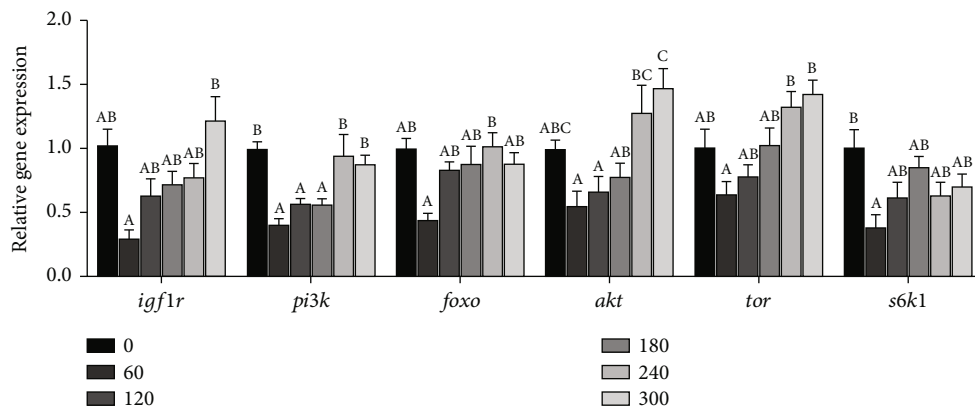 Relative gene expression
2.0
1.5
1.0
0.5
0.0
AB A AB AB AB B
B A A A B B
AB A AB AB B AB
ABC A A AB BC C
AB A AB AB B B
B A AB AB AB AB
igf1r pi3k foxo akt tor s6k1
0
60
120
180
240
300